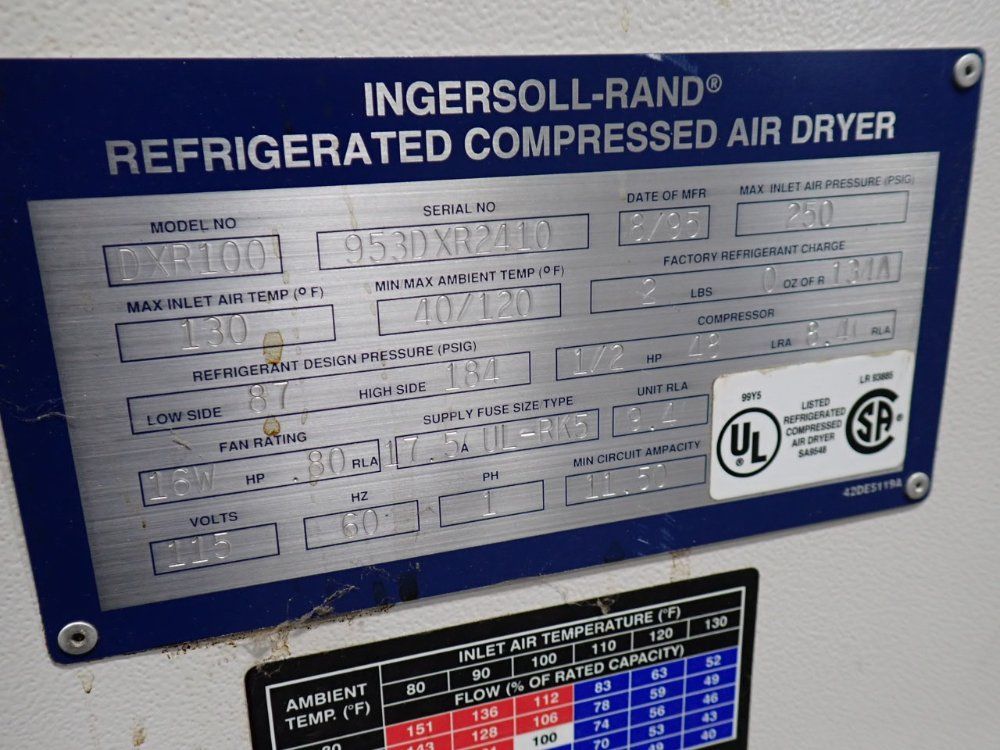 INGERSOLL-RAND®
REFRIGERATED COMPRESSED AIR DRYER
MODEL NO SERIAL NO DATE OF MFR MAX INLET AIR PRESSURE (PSIG)
DXR100 953DXR2410 8/95 250
MAX INLET AIR TEMP (°F) MIN MAX AMBIENT TEMP (°F) FACTORY REFRIGERANT CHARGE
130 40/120 2 LBS 0 OZ OF R 134A
REFRIGERANT DESIGN PRESSURE (PSIG) COMPRESSOR
LOW SIDE 87 HIGH SIDE 184 1/2 HP LRA RLA
FAN RATING SUPPLY FUSE SIZE/TYPE UNIT RLA
16W HP .80 RLA 17.5A UL-RK5 9.4
VOLTS HZ PH MIN CIRCUIT AMPACITY
115 60 1 11.50
99Y5 LR 93885
UL® LISTED
REFRIGERATED
COMPRESSED
AIR DRYER
SA9548
SA®
42DE5119A
INLET AIR TEMPERATURE (°F)
AMBIENT
TEMP. (°F)
80 90 100 110 120 130
FLOW (% OF RATED CAPACITY)
151 136 112 83 63 52
143 128 106 78 59 49
100 74 56 46
70 53 43
49 40